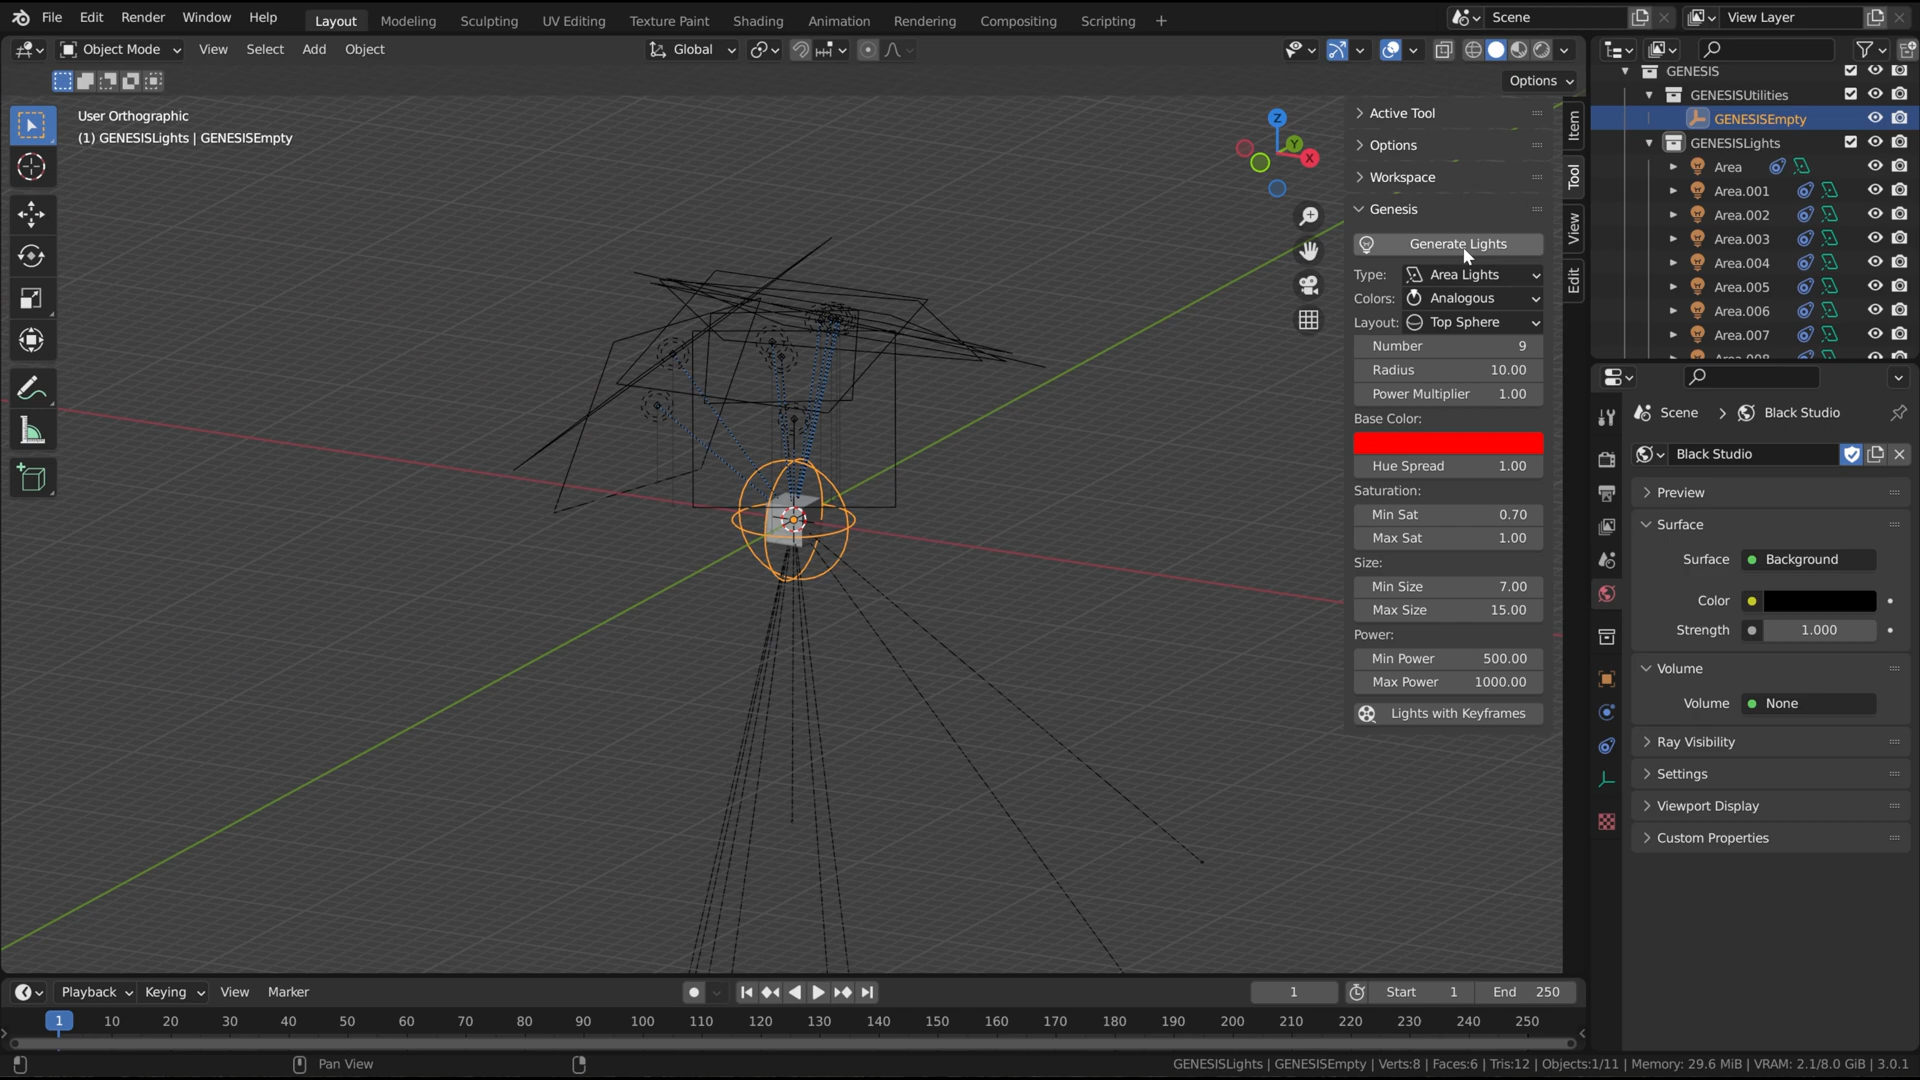 File Edit Render Window Help
Layout Modeling Sculpting UV Editing Texture Paint Shading Animation Rendering Compositing Scripting +
Scene
View Layer
Object Mode View Select Add Object
Global
Options
User Orthographic
(1) GENESISLights | GENESISEmpty
Z
Y
X
Active Tool
Options
Workspace
Genesis
Generate Lights
Type: Area Lights
Colors: Analogous
Layout: Top Sphere
Number 9
Radius 10.00
Power Multiplier 1.00
Base Color:
Hue Spread 1.00
Saturation:
Min Sat 0.70
Max Sat 1.00
Size:
Min Size 7.00
Max Size 15.00
Power:
Min Power 500.00
Max Power 1000.00
Lights with Keyframes
Item
Tool
View
Edit
GENESIS
GENESISUtilities
GENESISEmpty
GENESISLights
Area
Area.001
Area.002
Area.003
Area.004
Area.005
Area.006
Area.007
Area.008
Scene > Black Studio
Black Studio
Preview
Surface
Surface Background
Color
Strength 1.000
Volume
Volume None
Ray Visibility
Settings
Viewport Display
Custom Properties
Playback Keying View Marker
1
Start 1
End 250
1 10 20 30 40 50 60 70 80 90 100 110 120 130 140 150 160 170 180 190 200 210 220 230 240 250
Pan View
GENESISLights | GENESISEmpty | Verts:8 | Faces:6 | Tris:12 | Objects:1/11 | Memory: 29.6 MiB | VRAM: 2.1/8.0 GiB | 3.0.1